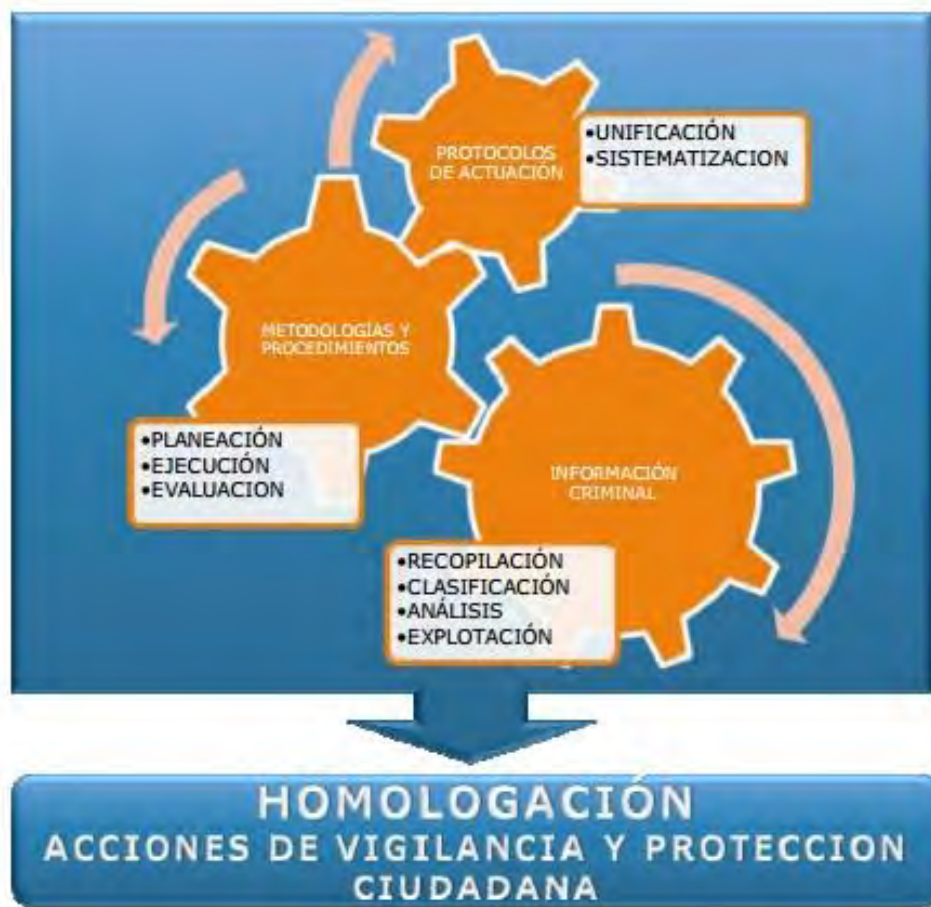 PROTOCOLOS
DE ACTUACIÓN
•UNIFICACIÓN
•SISTEMATIZACION
METODOLOGÍAS Y
PROCEDIMIENTOS
•PLANEACIÓN
•EJECUCIÓN
•EVALUACION
INFORMACIÓN
CRIMINAL
•RECOPILACIÓN
•CLASIFICACIÓN
•ANÁLISIS
•EXPLOTACIÓN
HOMOLOGACIÓN
ACCIONES DE VIGILANCIA Y PROTECCION
CIUDADANA